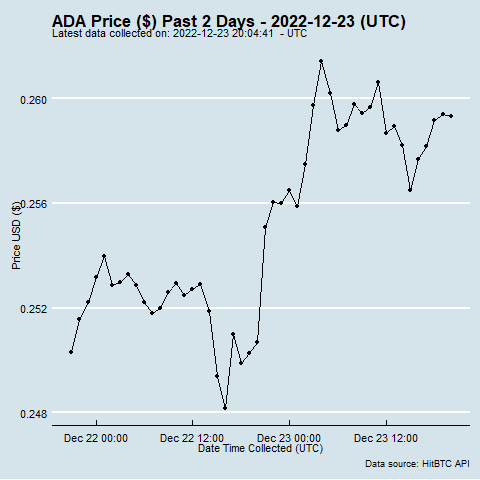 ADA Price ($) Past 2 Days - 2022-12-23 (UTC)
Latest data collected on: 2022-12-23 20:04:41 - UTC
0.260
0.256
0.252
0.248
Price USD ($)
Dec 22 00:00 Dec 22 12:00 Dec 23 00:00 Dec 23 12:00
Date Time Collected (UTC)
Data source: HitBTC API